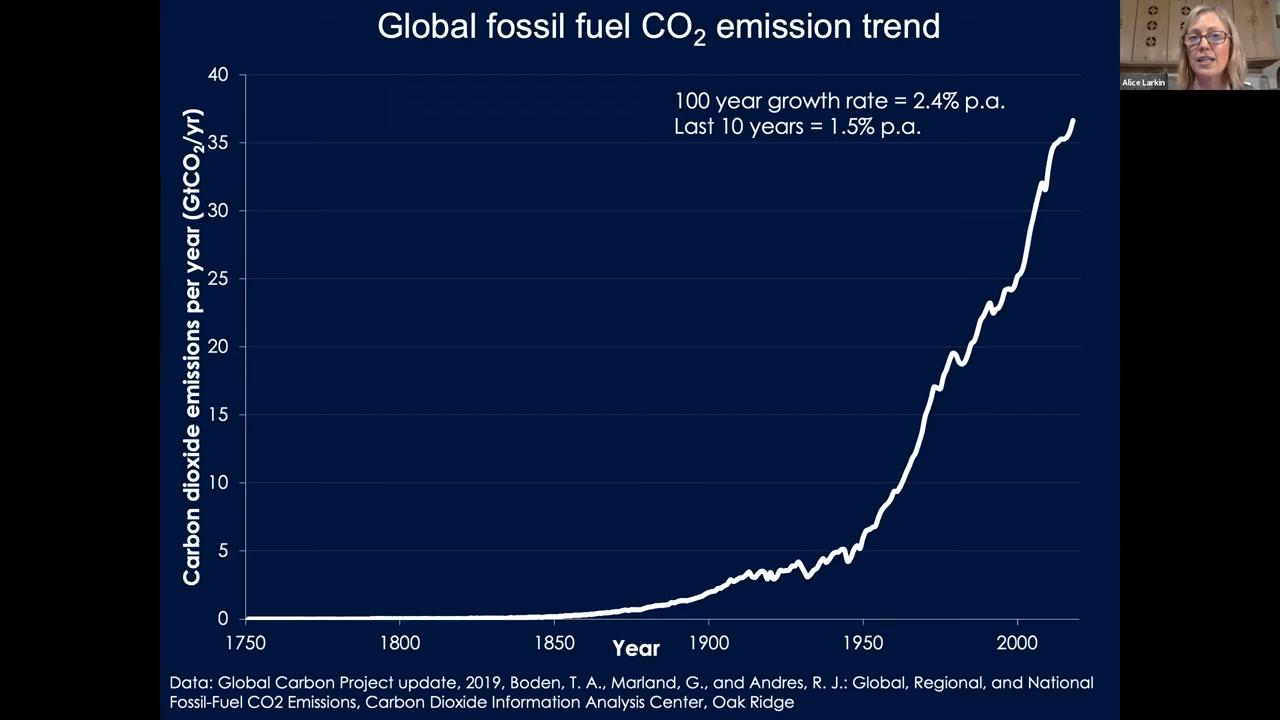 Global fossil fuel CO₂ emission trend
Alice Larkin
100 year growth rate = 2.4% p.a.
Last 10 years = 1.5% p.a.
Carbon dioxide emissions per year (GtCO₂/yr)
40
35
30
25
20
15
10
5
0
1750
1800
1850
1900
1950
2000
Year
Data: Global Carbon Project update, 2019, Boden, T. A., Marland, G., and Andres, R. J.: Global, Regional, and National
Fossil-Fuel CO2 Emissions, Carbon Dioxide Information Analysis Center, Oak Ridge